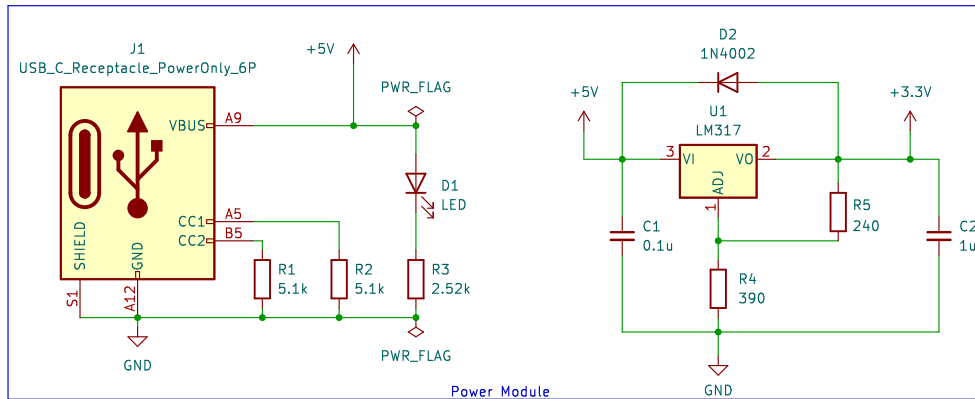 J1
USB_C_Receptacle_PowerOnly_6P
VBUS
A9
CC1
A5
CC2
B5
SHIELD
GND
S1
A12
GND
+5V
PWR_FLAG
D1
LED
R1
5.1k
R2
5.1k
R3
2.52k
PWR_FLAG
D2
1N4002
+5V
U1
LM317
+3.3V
3
VI
VO
2
ADJ
1
C1
0.1u
R5
240
C2
1u
R4
390
GND
Power Module